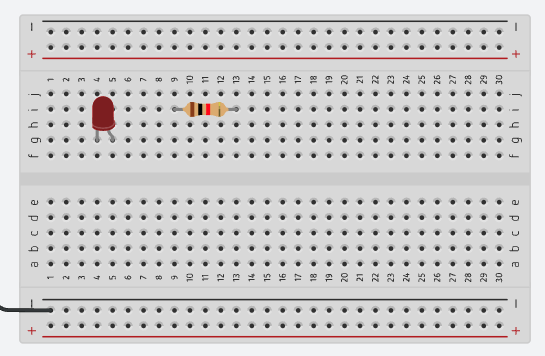 − −
+ +
1 2 3 4 5 6 7 8 9 10 11 12 13 14 15 16 17 18 19 20 21 22 23 24 25 26 27 28 29 30
j j
i i
h h
g g
f f
e e
d d
c c
b b
a a
1 2 3 4 5 6 7 8 9 10 11 12 13 14 15 16 17 18 19 20 21 22 23 24 25 26 27 28 29 30
− −
+ +